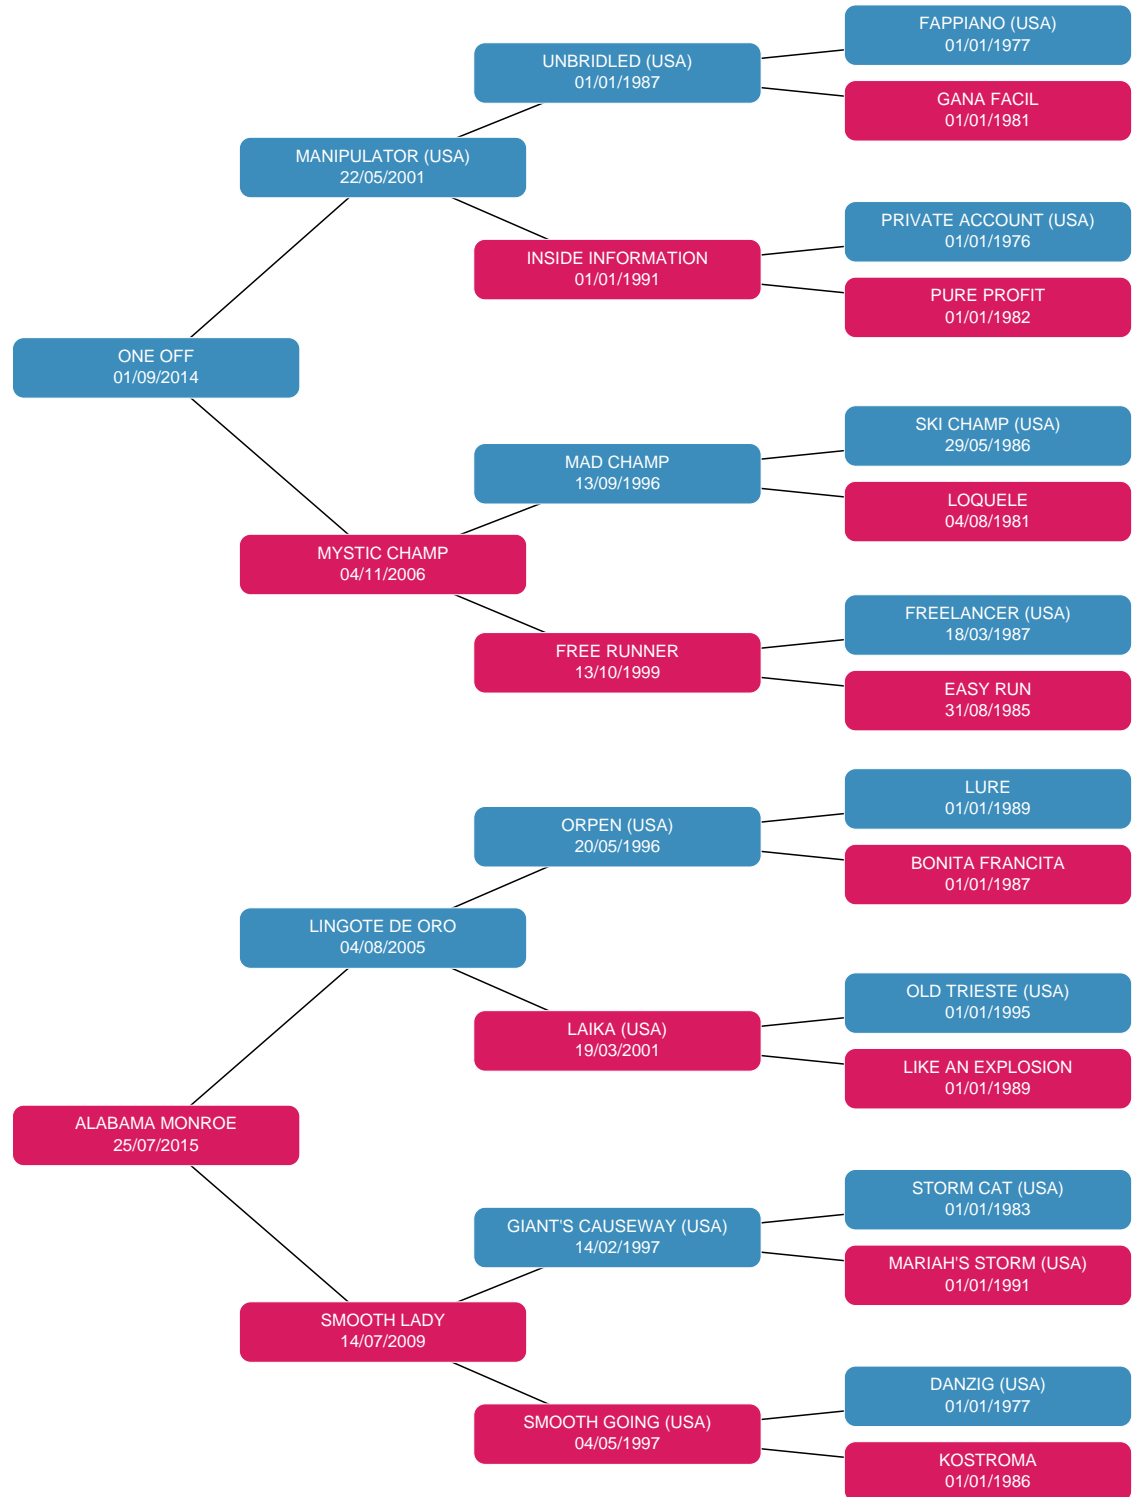 FAPPIANO (USA)
01/01/1977
UNBRIDLED (USA)
01/01/1987
GANA FACIL
01/01/1981
MANIPULATOR (USA)
22/05/2001
PRIVATE ACCOUNT (USA)
01/01/1976
INSIDE INFORMATION
01/01/1991
PURE PROFIT
01/01/1982
ONE OFF
01/09/2014
SKI CHAMP (USA)
29/05/1986
MAD CHAMP
13/09/1996
LOQUELE
04/08/1981
MYSTIC CHAMP
04/11/2006
FREELANCER (USA)
18/03/1987
FREE RUNNER
13/10/1999
EASY RUN
31/08/1985
LURE
01/01/1989
ORPEN (USA)
20/05/1996
BONITA FRANCITA
01/01/1987
LINGOTE DE ORO
04/08/2005
OLD TRIESTE (USA)
01/01/1995
LAIKA (USA)
19/03/2001
LIKE AN EXPLOSION
01/01/1989
ALABAMA MONROE
25/07/2015
STORM CAT (USA)
01/01/1983
GIANT'S CAUSEWAY (USA)
14/02/1997
MARIAH'S STORM (USA)
01/01/1991
SMOOTH LADY
14/07/2009
DANZIG (USA)
01/01/1977
SMOOTH GOING (USA)
04/05/1997
KOSTROMA
01/01/1986